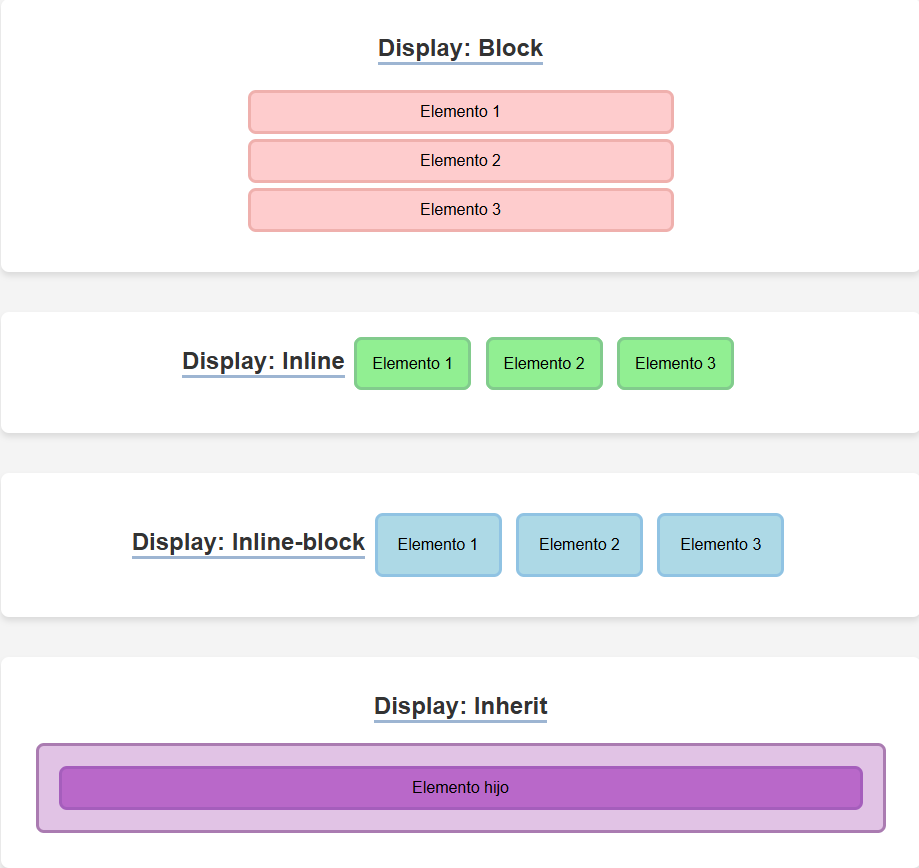 Display: Block
Elemento 1
Elemento 2
Elemento 3
Display: Inline Elemento 1 Elemento 2 Elemento 3
Display: Inline-block Elemento 1 Elemento 2 Elemento 3
Display: Inherit
Elemento hijo